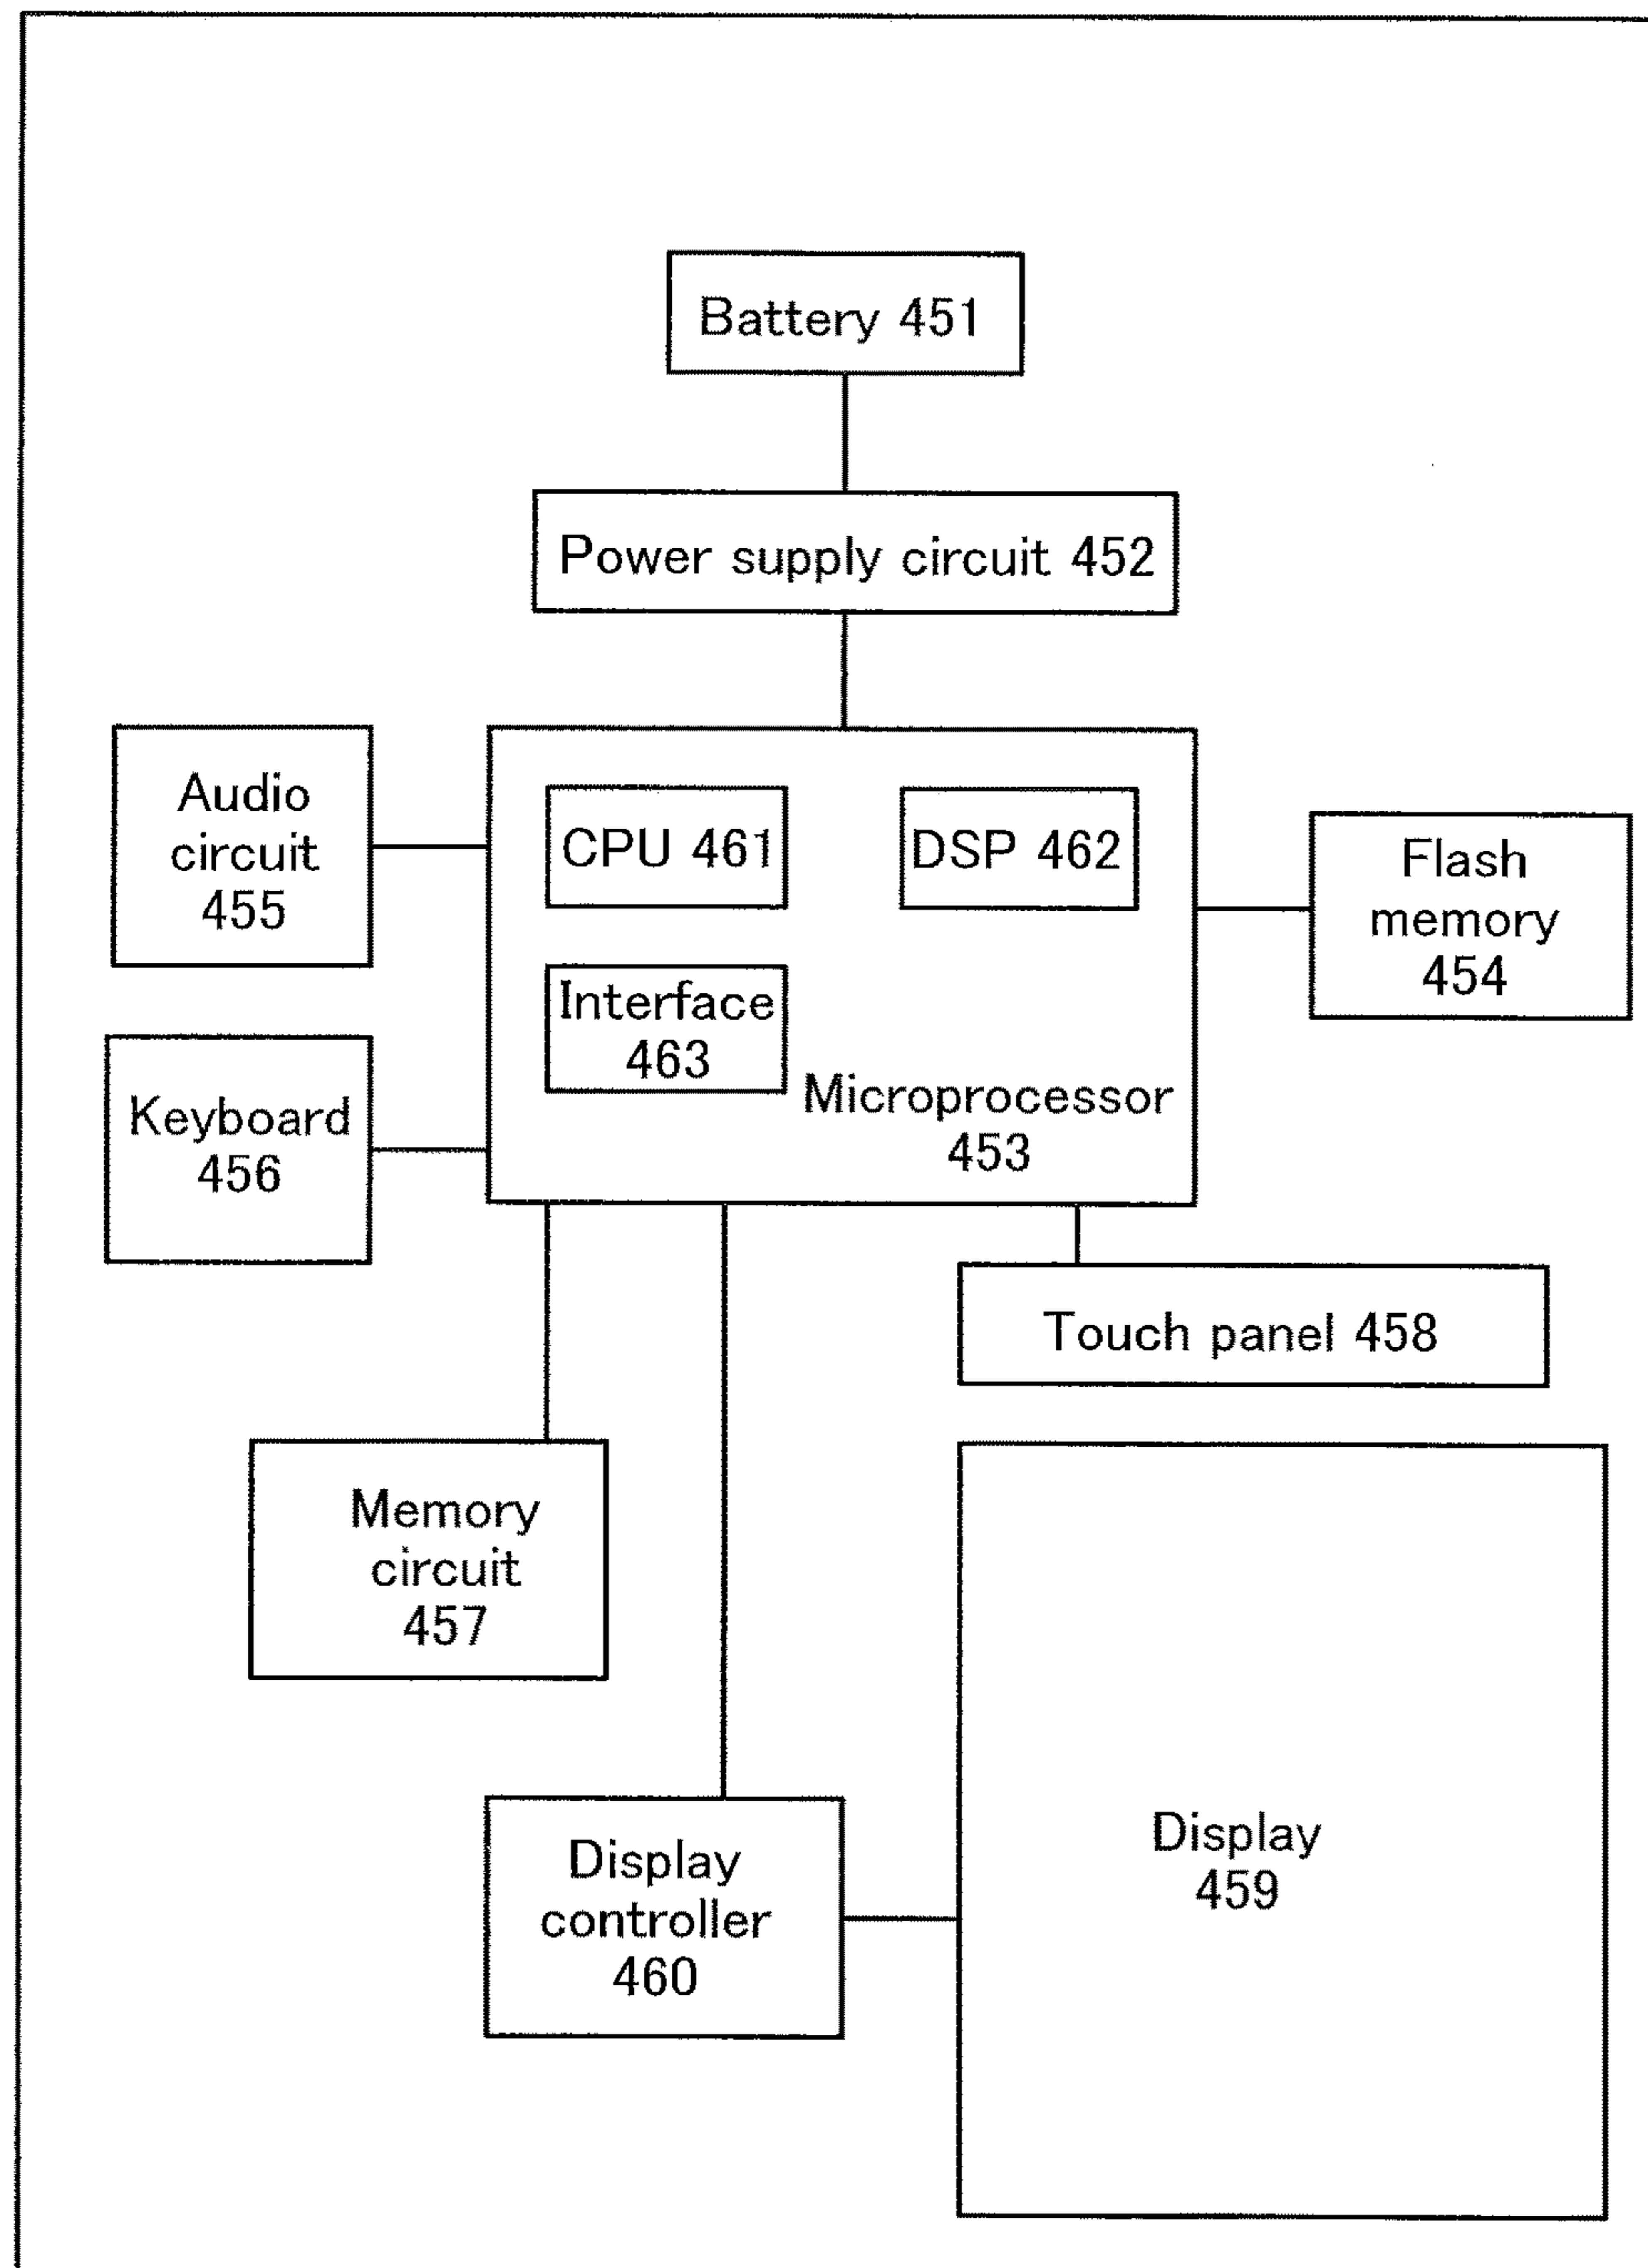 Battery 451
Power supply circuit 452
Audio
circuit
455
CPU 461
DSP 462
Flash
memory
454
Interface
463
Microprocessor
453
Keyboard
456
Touch panel 458
Memory
circuit
457
Display
controller
460
Display
459